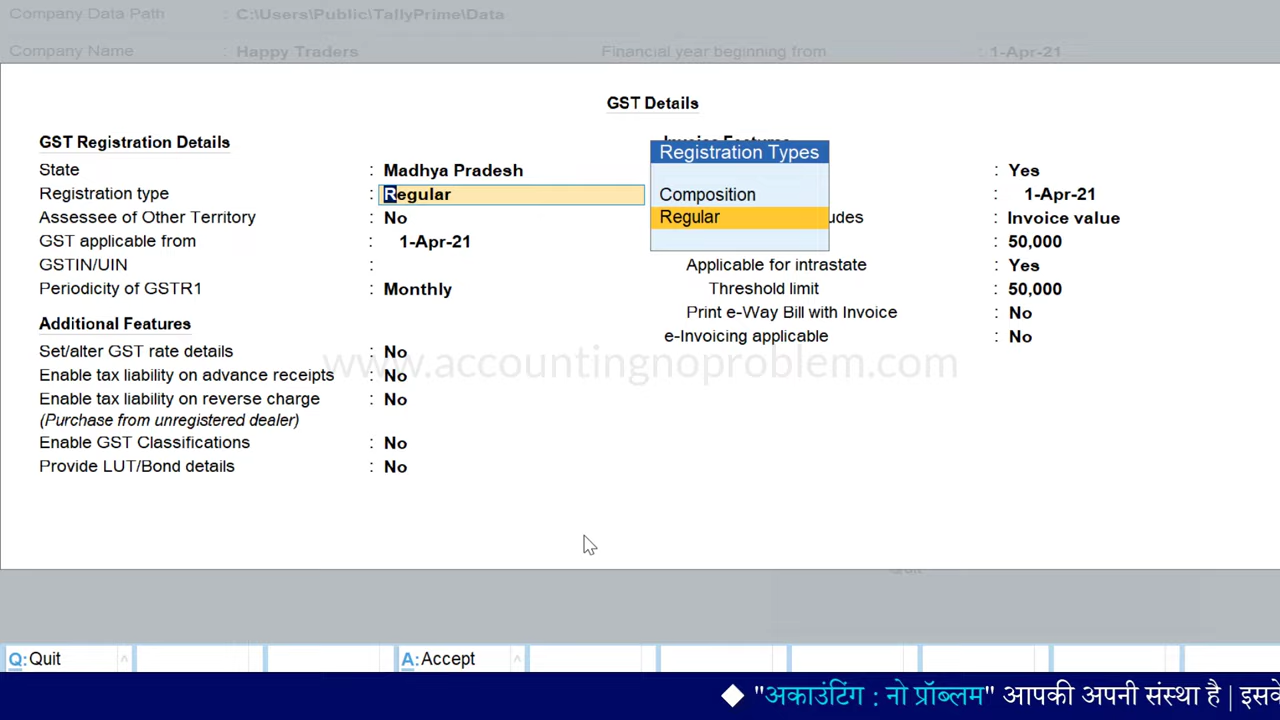 Company Data Path : C:\Users\Public\TallyPrime\Data
Company Name : Happy Traders Financial year beginning from : 1-Apr-21
GST Details
GST Registration Details
State : Madhya Pradesh
Registration type : Regular
Assessee of Other Territory : No
GST applicable from : 1-Apr-21
GSTIN/UIN :
Periodicity of GSTR1 : Monthly
Additional Features
Set/alter GST rate details : No
Enable tax liability on advance receipts : No
Enable tax liability on reverse charge : No
(Purchase from unregistered dealer)
Enable GST Classifications : No
Provide LUT/Bond details : No
Invoice Features
Registration Types
Composition
Regular
: Yes
: 1-Apr-21
: Invoice value
: 50,000
Applicable for intrastate : Yes
Threshold limit : 50,000
Print e-Way Bill with Invoice : No
e-Invoicing applicable : No
www.accountingnoproblem.com
Quit
Q:Quit A:Accept
"अकाउंटिंग : नो प्रॉब्लम" आपकी अपनी संस्था है |